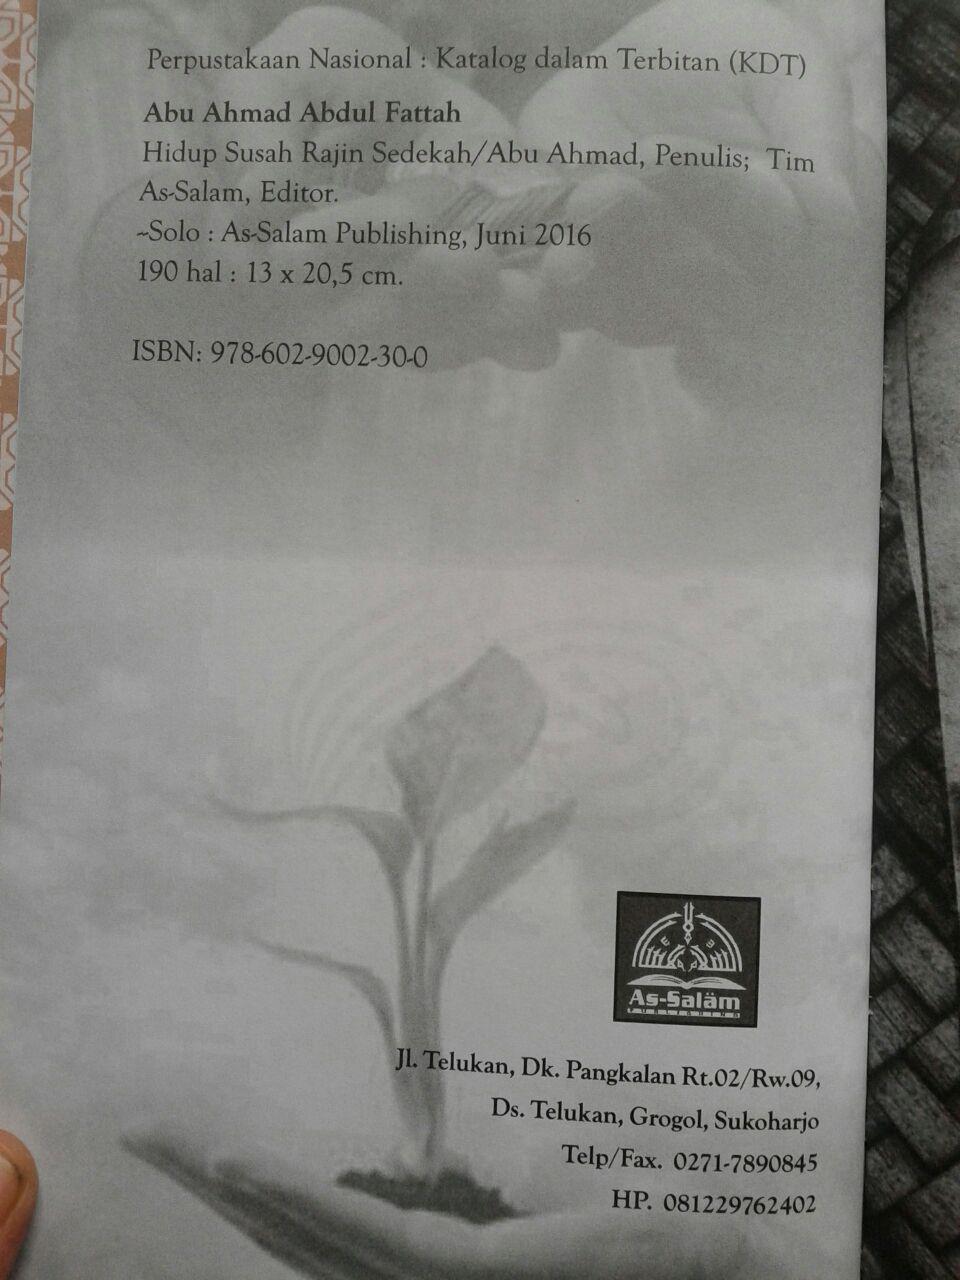 Perpustakaan Nasional : Katalog dalam Terbitan (KDT)
Abu Ahmad Abdul Fattah
Hidup Susah Rajin Sedekah/Abu Ahmad, Penulis; Tim
As-Salam, Editor.
~Solo : As-Salam Publishing, Juni 2016
190 hal : 13 x 20,5 cm.
ISBN: 978-602-9002-30-0
As-Salām
PUBLISHING
Jl. Telukan, Dk. Pangkalan Rt.02/Rw.09,
Ds. Telukan, Grogol, Sukoharjo
Telp/Fax. 0271-7890845
HP. 081229762402